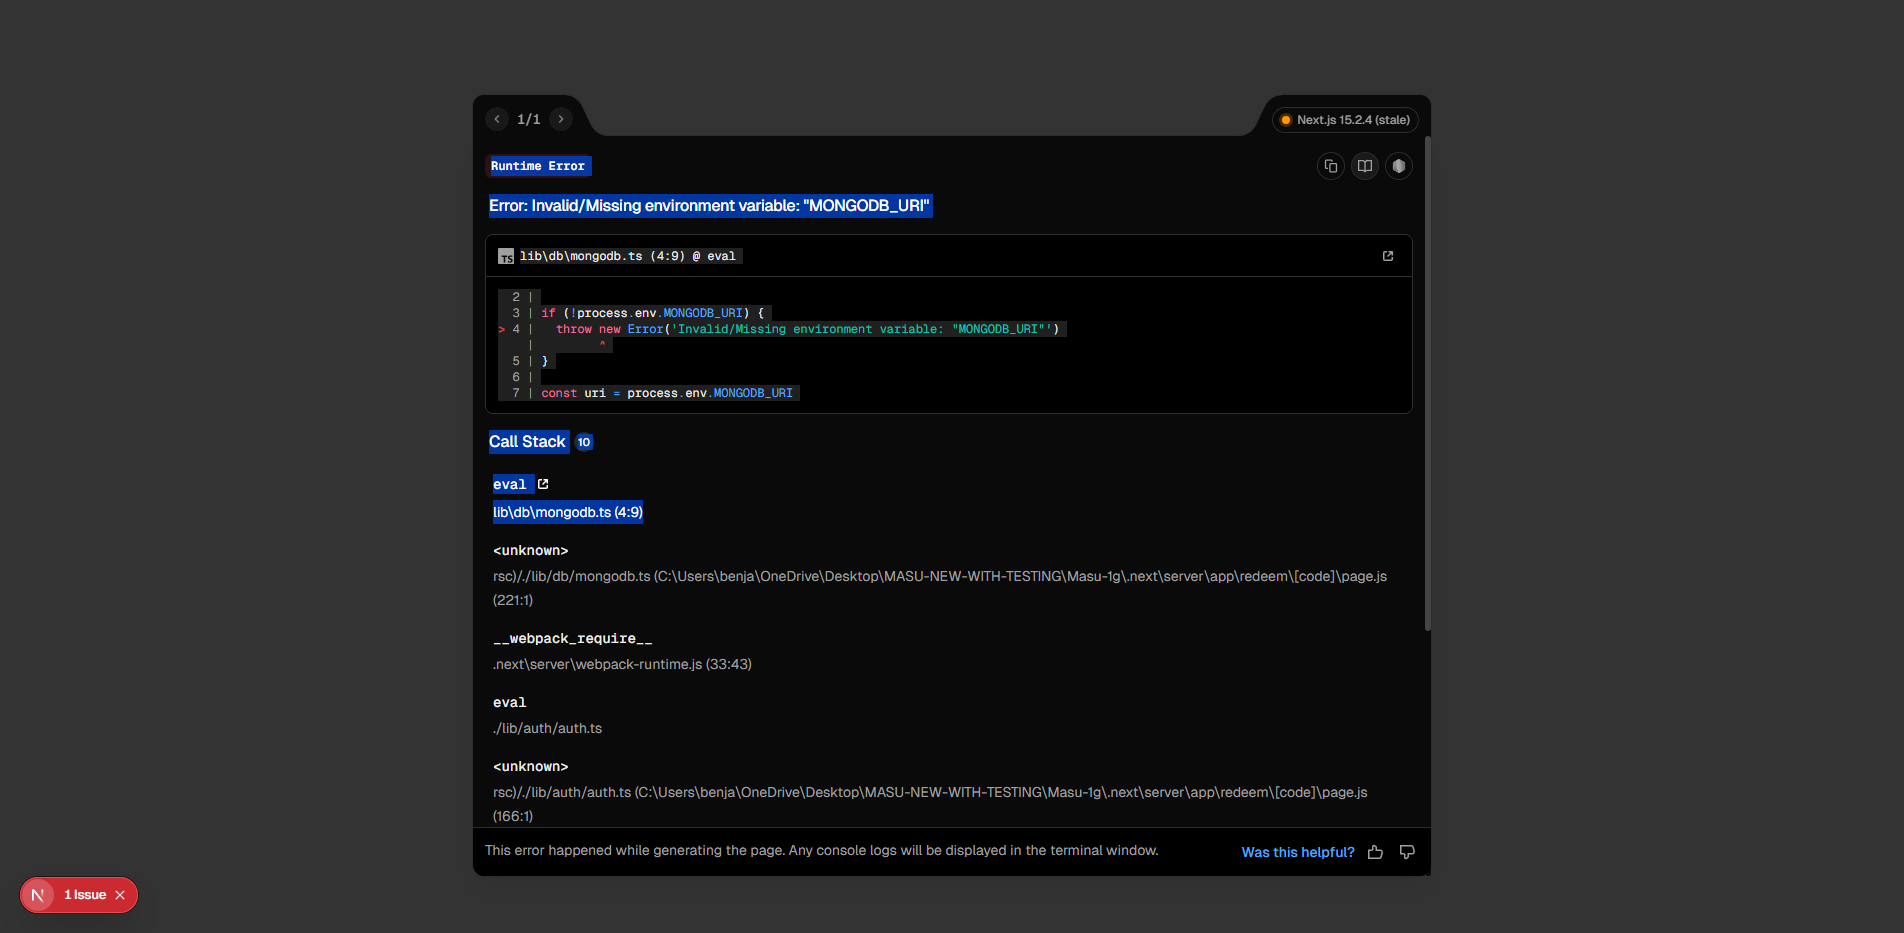 1/1
Next.js 15.2.4 (stale)
Runtime Error
Error: Invalid/Missing environment variable: "MONGODB_URI"
TS lib\db\mongodb.ts (4:9) @ eval
2 |
3 | if (!process.env.MONGODB_URI) {
> 4 |   throw new Error('Invalid/Missing environment variable: "MONGODB_URI"')
|         ^
5 | }
6 |
7 | const uri = process.env.MONGODB_URI
Call Stack 10
eval
lib\db\mongodb.ts (4:9)
<unknown>
rsc)/./lib/db/mongodb.ts (C:\Users\benja\OneDrive\Desktop\MASU-NEW-WITH-TESTING\Masu-1g\.next\server\app\redeem\[code]\page.js
(221:1)
__webpack_require__
.next\server\webpack-runtime.js (33:43)
eval
./lib/auth/auth.ts
<unknown>
rsc)/./lib/auth/auth.ts (C:\Users\benja\OneDrive\Desktop\MASU-NEW-WITH-TESTING\Masu-1g\.next\server\app\redeem\[code]\page.js
(166:1)
This error happened while generating the page. Any console logs will be displayed in the terminal window.
Was this helpful?
N 1 Issue